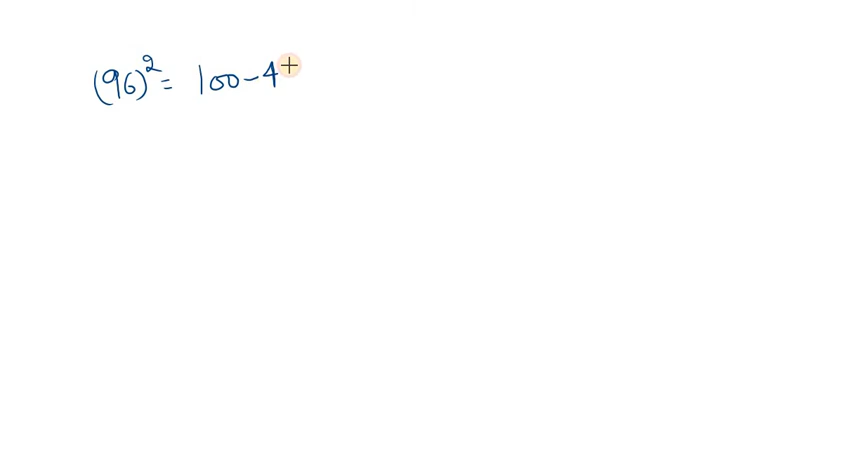 (96)² = 100-4